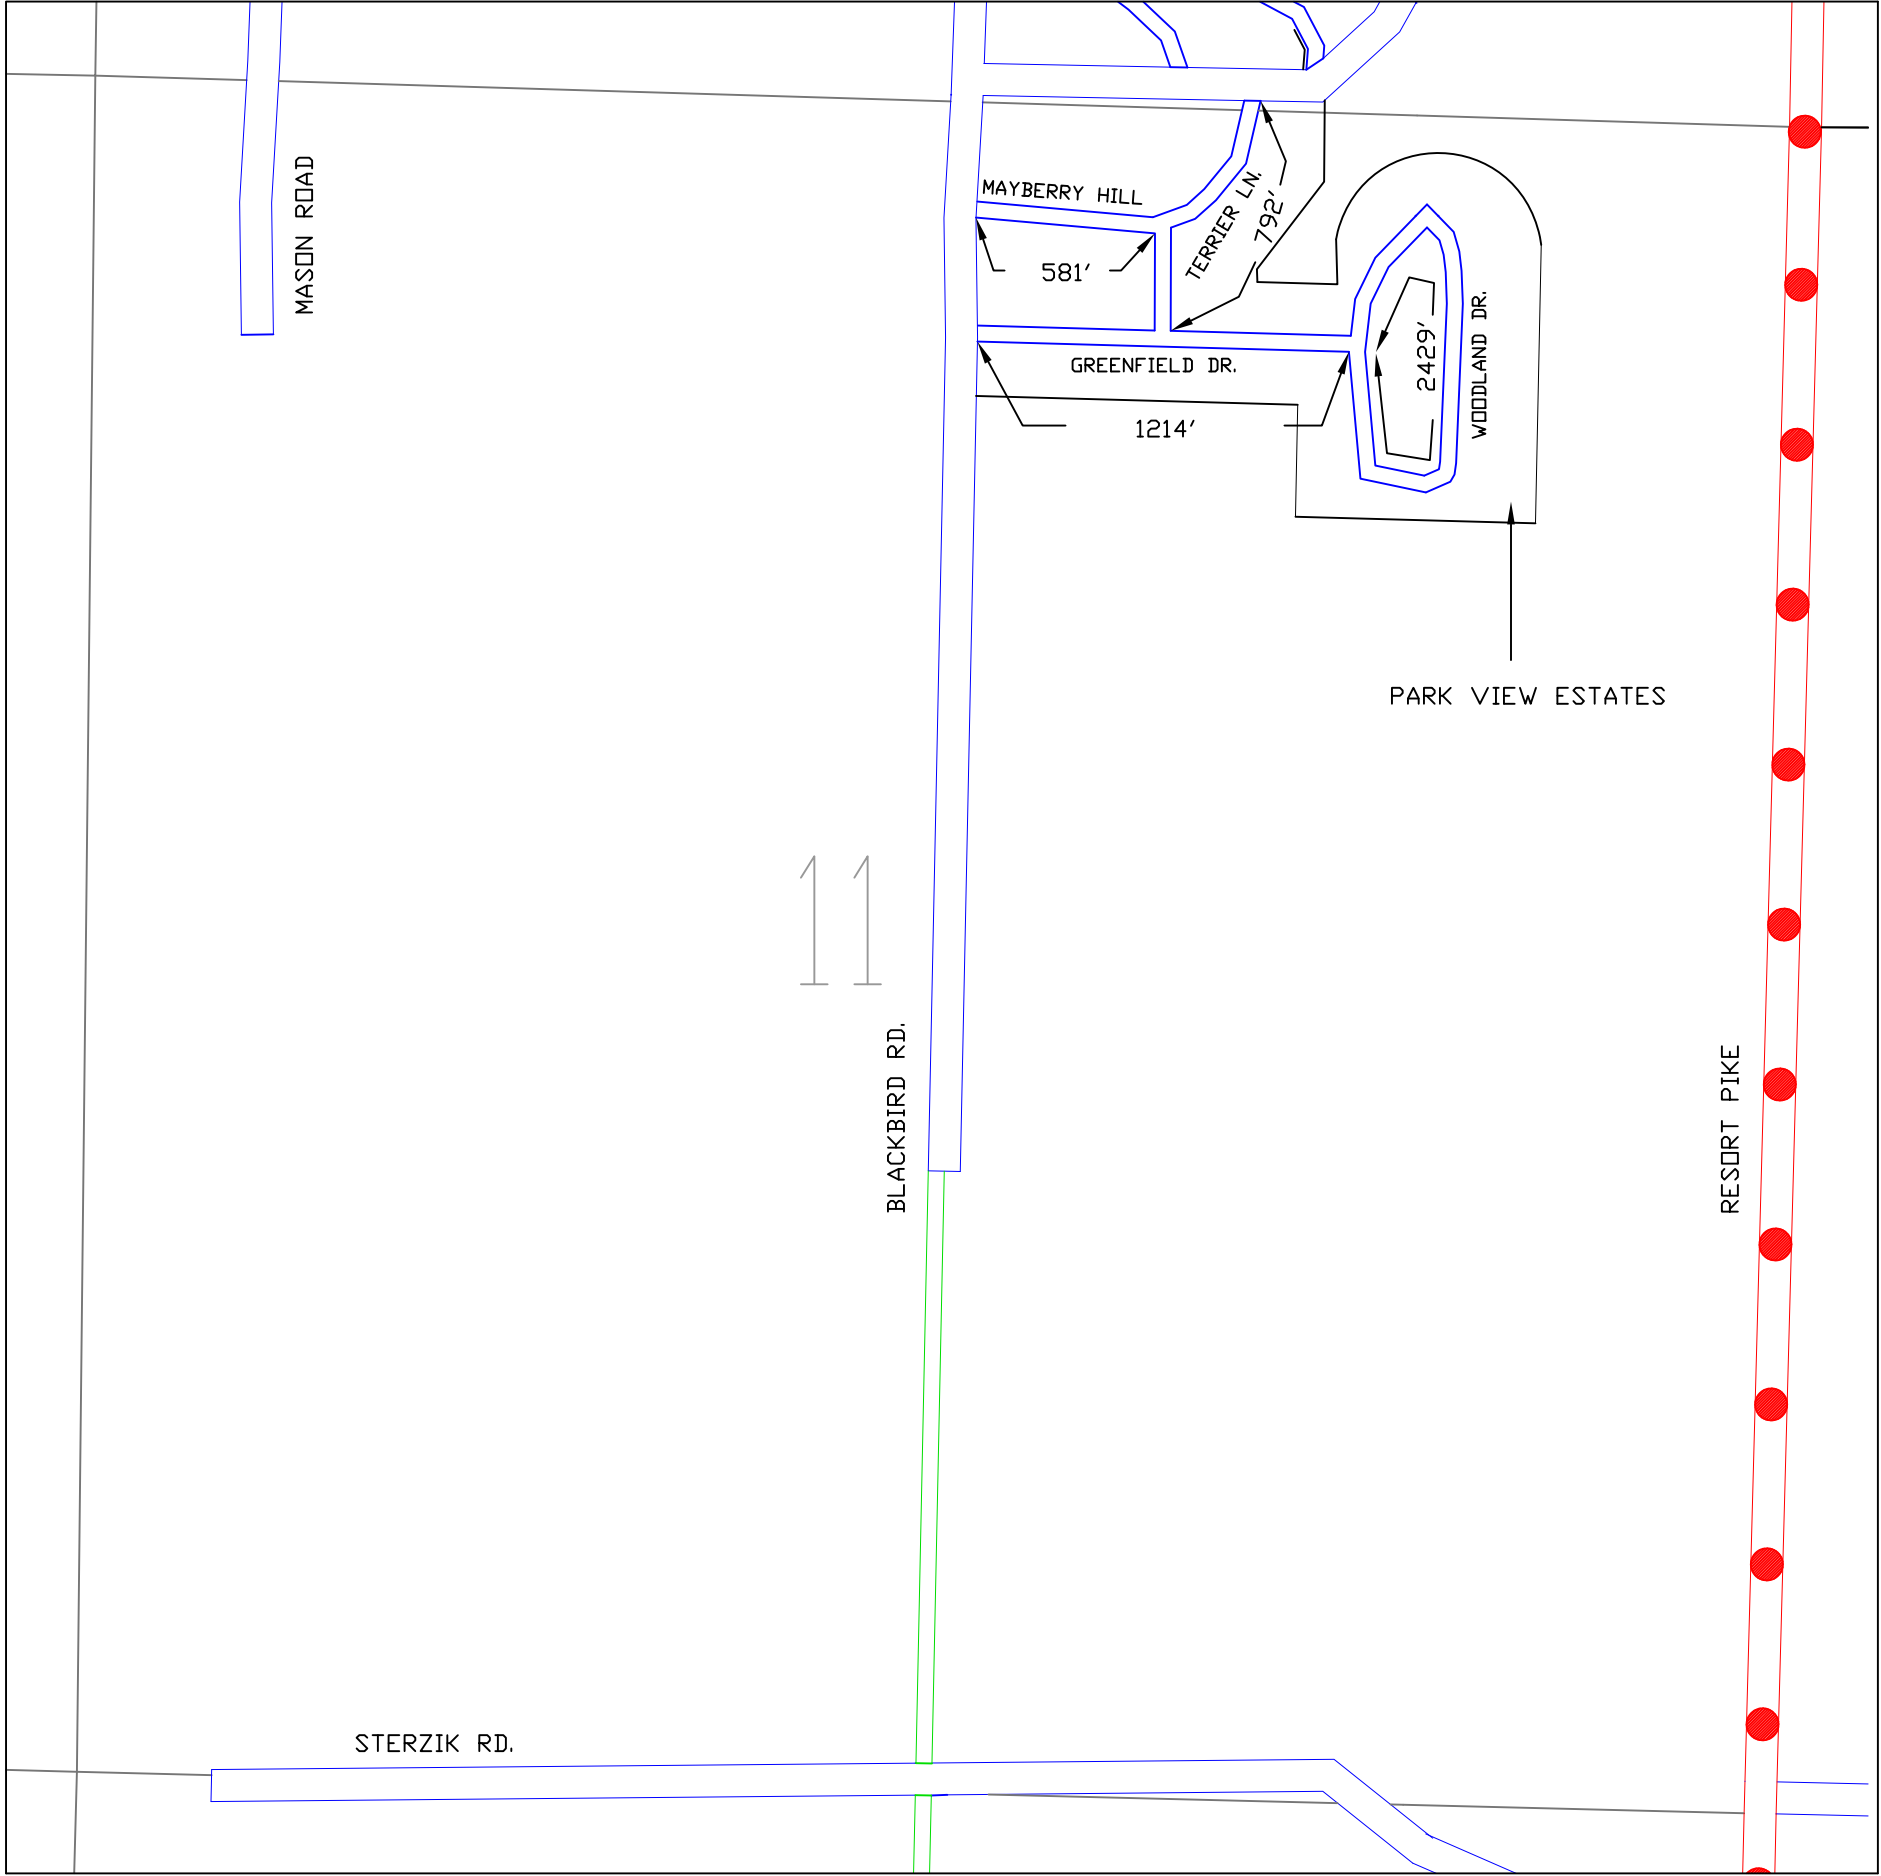 MASON ROAD
MAYBERRY HILL
TERRIER LN.
792'
581'
GREENFIELD DR.
1214'
2429'
WOODLAND DR.
PARK VIEW ESTATES
11
BLACKBIRD RD.
RESORT PIKE
STERZIK RD.